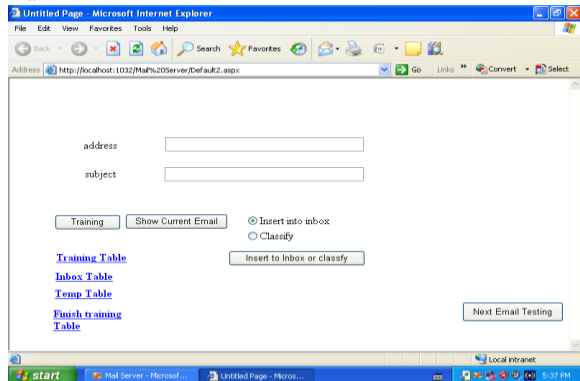 Untitled Page - Microsoft Internet Explorer
File Edit View Favorites Tools Help
Back Search Favorites
Address http://localhost:1032/Mail%20Server/Default2.aspx Go Links » Convert Select
address
subject
Training Show Current Email Insert into inbox
Classify
Training Table Insert to Inbox or classfy
Inbox Table
Temp Table
Next Email Testing
Finish training
Table
Local intranet
start Mail Server - Microsof... Untitled Page - Micros... 5:37 PM